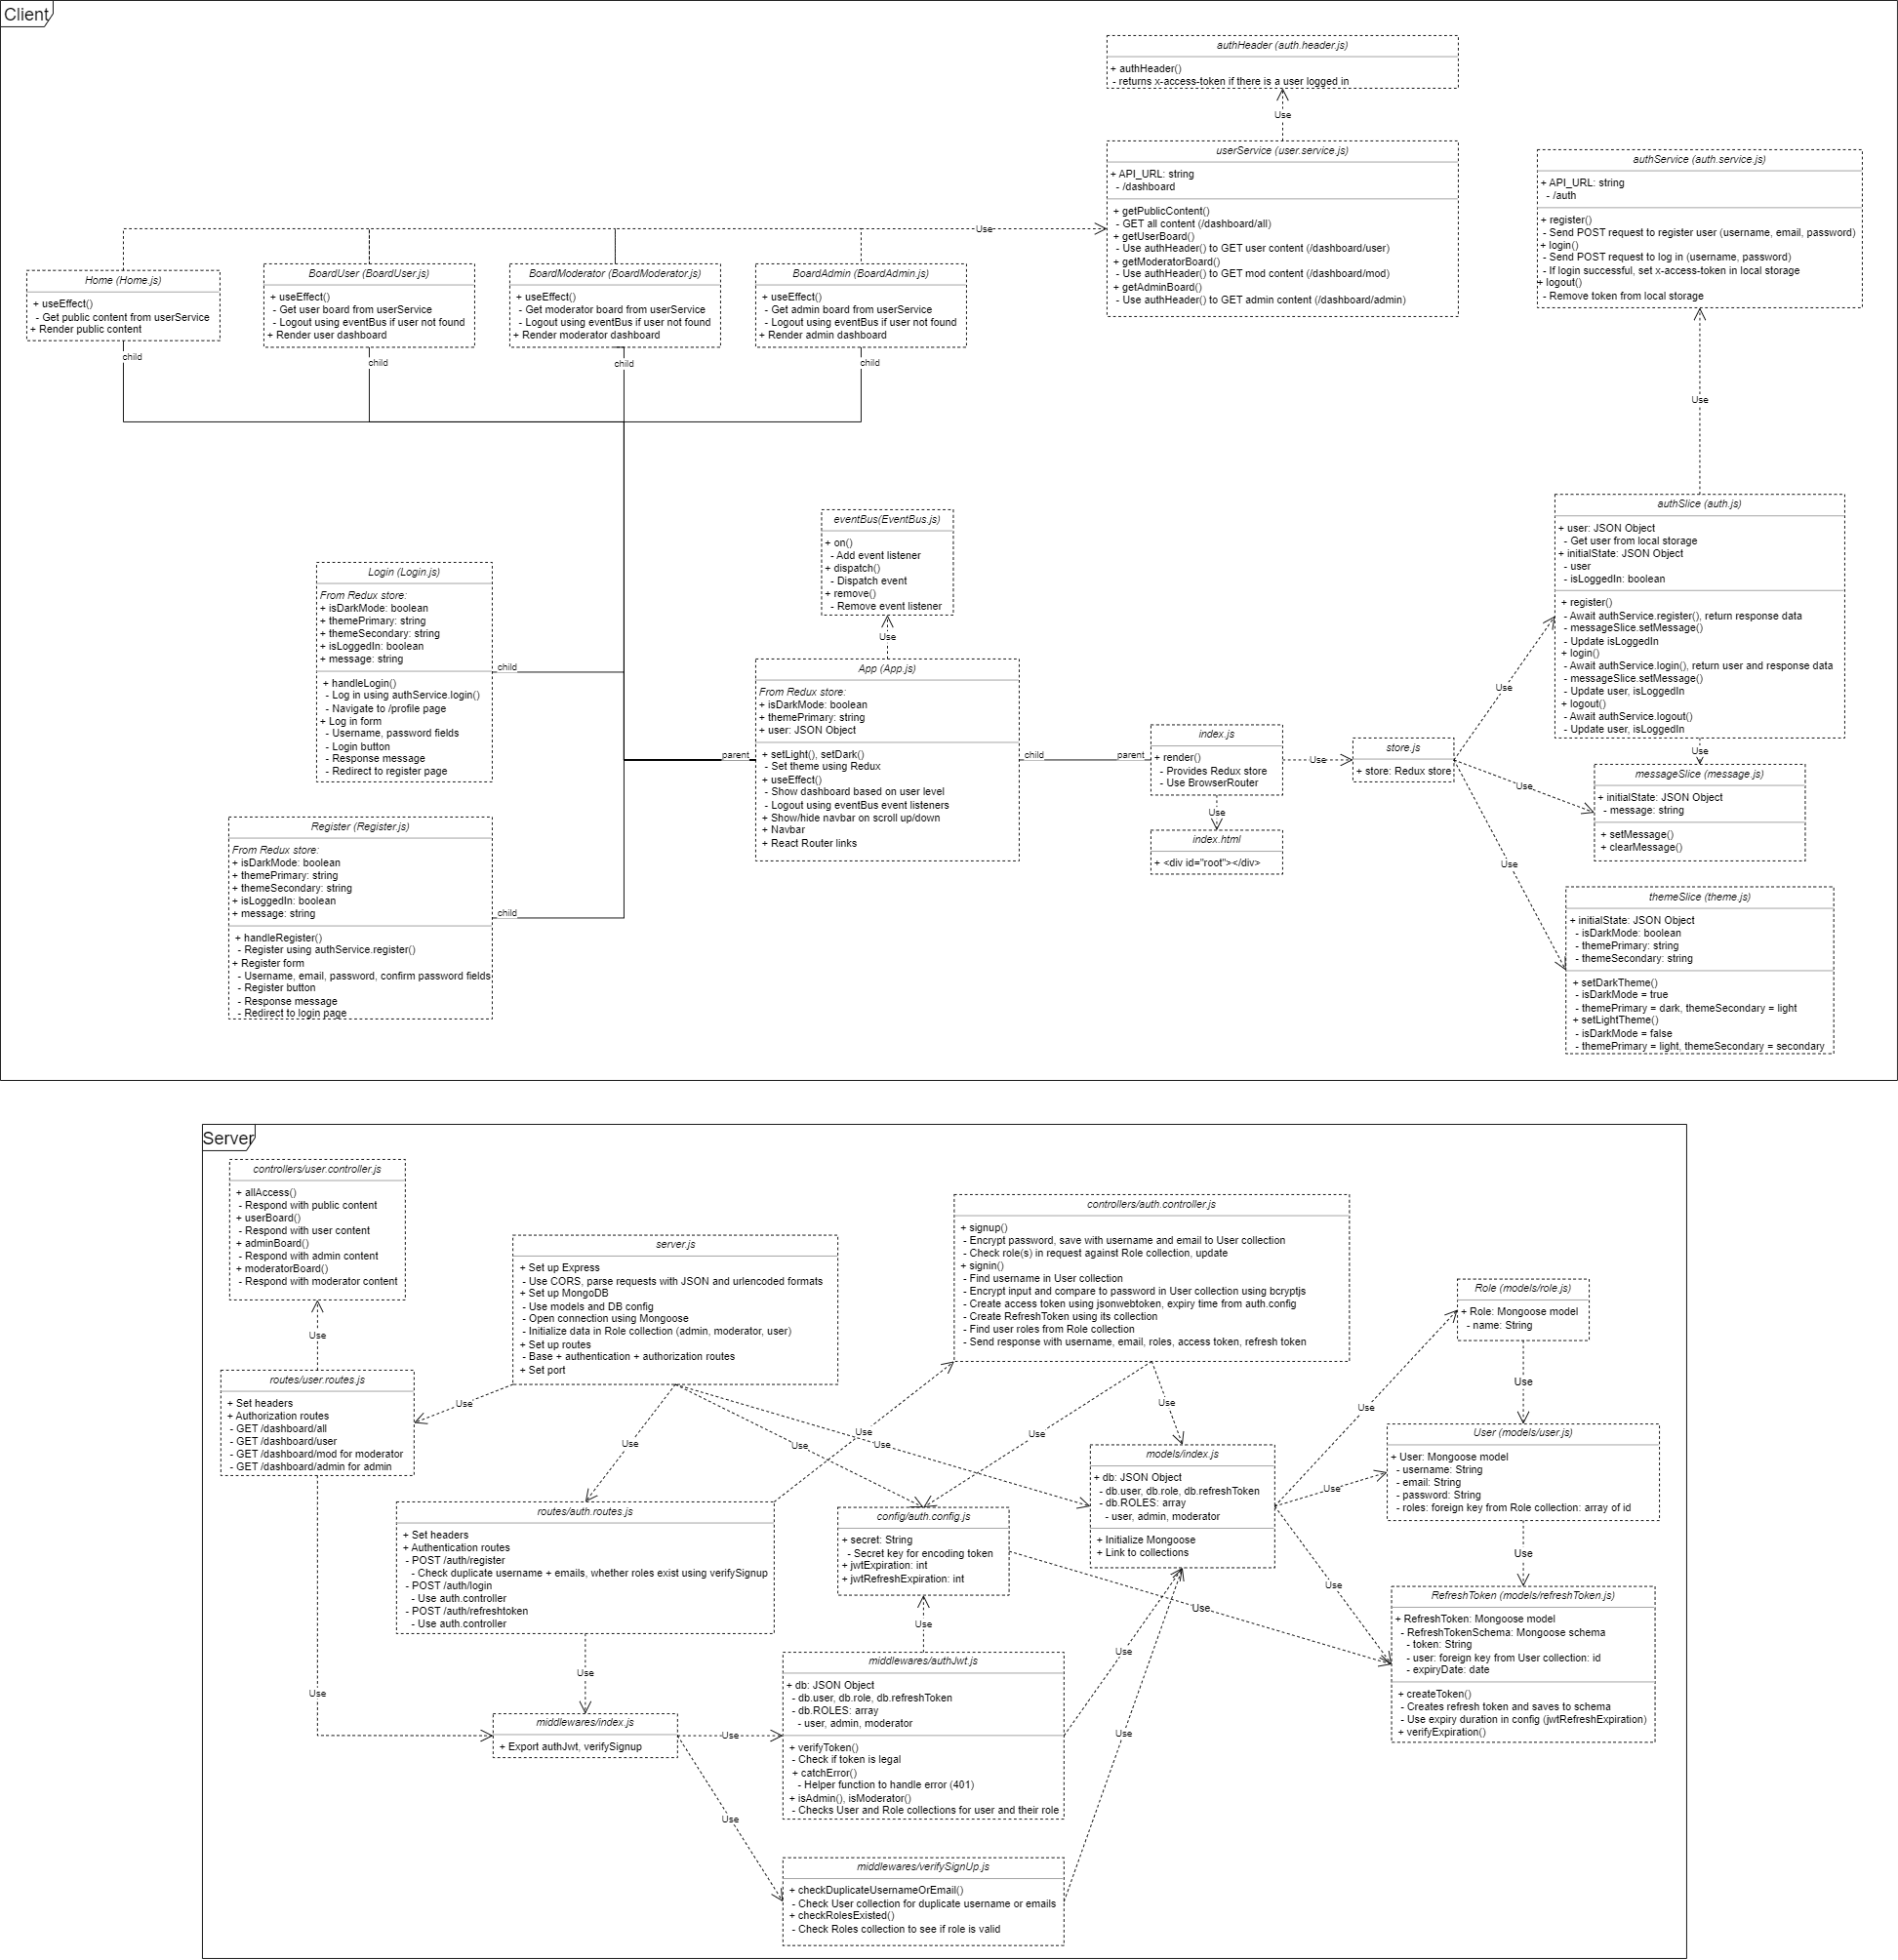 Client
authHeader (auth.header.js)
+ authHeader()
- returns x-access-token if there is a user logged in
Use
userService (user.service.js)
+ API_URL: string
- /dashboard
+ getPublicContent()
- GET all content (/dashboard/all)
+ getUserBoard()
- Use authHeader() to GET user content (/dashboard/user)
+ getModeratorBoard()
- Use authHeader() to GET mod content (/dashboard/mod)
+ getAdminBoard()
- Use authHeader() to GET admin content (/dashboard/admin)
authService (auth.service.js)
+ API_URL: string
- /auth
+ register()
- Send POST request to register user (username, email, password)
+ login()
- Send POST request to log in (username, password)
- If login successful, set x-access-token in local storage
+ logout()
- Remove token from local storage
Use
Home (Home.js)
+ useEffect()
- Get public content from userService
+ Render public content
child
BoardUser (BoardUser.js)
+ useEffect()
- Get user board from userService
- Logout using eventBus if user not found
+ Render user dashboard
child
BoardModerator (BoardModerator.js)
+ useEffect()
- Get moderator board from userService
- Logout using eventBus if user not found
+ Render moderator dashboard
child
BoardAdmin (BoardAdmin.js)
+ useEffect()
- Get admin board from userService
- Logout using eventBus if user not found
+ Render admin dashboard
child
Use
eventBus(EventBus.js)
+ on()
- Add event listener
+ dispatch()
- Dispatch event
+ remove()
- Remove event listener
Use
Login (Login.js)
From Redux store:
+ isDarkMode: boolean
+ themePrimary: string
+ themeSecondary: string
+ isLoggedIn: boolean
+ message: string
+ handleLogin()
- Log in using authService.login()
- Navigate to /profile page
+ Log in form
- Username, password fields
- Login button
- Response message
- Redirect to register page
child
App (App.js)
From Redux store:
+ isDarkMode: boolean
+ themePrimary: string
+ user: JSON Object
+ setLight(), setDark()
- Set theme using Redux
+ useEffect()
- Show dashboard based on user level
- Logout using eventBus event listeners
+ Show/hide navbar on scroll up/down
+ Navbar
+ React Router links
parent
child
parent
index.js
+ render()
- Provides Redux store
- Use BrowserRouter
Use
index.html
+ <div id="root"></div>
Use
store.js
+ store: Redux store
Use
Use
Use
authSlice (auth.js)
+ user: JSON Object
- Get user from local storage
+ initialState: JSON Object
- user
- isLoggedIn: boolean
+ register()
- Await authService.register(), return response data
- messageSlice.setMessage()
- Update isLoggedIn
+ login()
- Await authService.login(), return user and response data
- messageSlice.setMessage()
- Update user, isLoggedIn
+ logout()
- Await authService.logout()
- Update user, isLoggedIn
Use
messageSlice (message.js)
+ initialState: JSON Object
- message: string
+ setMessage()
+ clearMessage()
themeSlice (theme.js)
+ initialState: JSON Object
- isDarkMode: boolean
- themePrimary: string
- themeSecondary: string
+ setDarkTheme()
- isDarkMode = true
- themePrimary = dark, themeSecondary = light
+ setLightTheme()
- isDarkMode = false
- themePrimary = light, themeSecondary = secondary
Register (Register.js)
From Redux store:
+ isDarkMode: boolean
+ themePrimary: string
+ themeSecondary: string
+ isLoggedIn: boolean
+ message: string
+ handleRegister()
- Register using authService.register()
+ Register form
- Username, email, password, confirm password fields
- Register button
- Response message
- Redirect to login page
child
Server
controllers/user.controller.js
+ allAccess()
- Respond with public content
+ userBoard()
- Respond with user content
+ adminBoard()
- Respond with admin content
+ moderatorBoard()
- Respond with moderator content
Use
routes/user.routes.js
+ Set headers
+ Authorization routes
- GET /dashboard/all
- GET /dashboard/user
- GET /dashboard/mod for moderator
- GET /dashboard/admin for admin
Use
server.js
+ Set up Express
- Use CORS, parse requests with JSON and urlencoded formats
+ Set up MongoDB
- Use models and DB config
- Open connection using Mongoose
- Initialize data in Role collection (admin, moderator, user)
+ Set up routes
- Base + authentication + authorization routes
+ Set port
Use
Use
Use
Use
controllers/auth.controller.js
+ signup()
- Encrypt password, save with username and email to User collection
- Check role(s) in request against Role collection, update
+ signin()
- Find username in User collection
- Encrypt input and compare to password in User collection using bcryptjs
- Create access token using jsonwebtoken, expiry time from auth.config
- Create RefreshToken using its collection
- Find user roles from Role collection
- Send response with username, email, roles, access token, refresh token
Use
Use
Role (models/role.js)
+ Role: Mongoose model
- name: String
Use
User (models/user.js)
+ User: Mongoose model
- username: String
- email: String
- password: String
- roles: foreign key from Role collection: array of id
Use
RefreshToken (models/refreshToken.js)
+ RefreshToken: Mongoose model
- RefreshTokenSchema: Mongoose schema
- token: String
- user: foreign key from User collection: id
- expiryDate: date
+ createToken()
- Creates refresh token and saves to schema
- Use expiry duration in config (jwtRefreshExpiration)
+ verifyExpiration()
models/index.js
+ db: JSON Object
- db.user, db.role, db.refreshToken
- db.ROLES: array
- user, admin, moderator
+ Initialize Mongoose
+ Link to collections
Use
Use
Use
config/auth.config.js
+ secret: String
- Secret key for encoding token
+ jwtExpiration: int
+ jwtRefreshExpiration: int
Use
Use
routes/auth.routes.js
+ Set headers
+ Authentication routes
- POST /auth/register
- Check duplicate username + emails, whether roles exist using verifySignup
- POST /auth/login
- Use auth.controller
- POST /auth/refreshtoken
- Use auth.controller
Use
middlewares/index.js
+ Export authJwt, verifySignup
Use
Use
Use
middlewares/authJwt.js
+ db: JSON Object
- db.user, db.role, db.refreshToken
- db.ROLES: array
- user, admin, moderator
+ verifyToken()
- Check if token is legal
+ catchError()
- Helper function to handle error (401)
+ isAdmin(), isModerator()
- Checks User and Role collections for user and their role
Use
Use
middlewares/verifySignUp.js
+ checkDuplicateUsernameOrEmail()
- Check User collection for duplicate username or emails
+ checkRolesExisted()
- Check Roles collection to see if role is valid